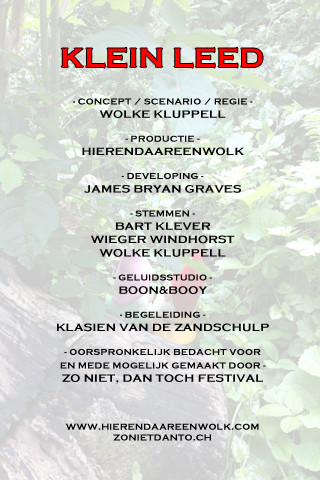 KLEIN LEED
- CONCEPT / SCENARIO / REGIE -
WOLKE KLUPPELL
- PRODUCTIE -
HIERENDAAREENWOLK
- DEVELOPING -
JAMES BRYAN GRAVES
- STEMMEN -
BART KLEVER
WIEGER WINDHORST
WOLKE KLUPPELL
- GELUIDSSTUDIO -
BOON&BOOY
- BEGELEIDING -
KLASIEN VAN DE ZANDSCHULP
- OORSPRONKELIJK BEDACHT VOOR
EN MEDE MOGELIJK GEMAAKT DOOR -
ZO NIET, DAN TOCH FESTIVAL
WWW.HIERENDAAREENWOLK.COM
ZONIETDANTO.CH